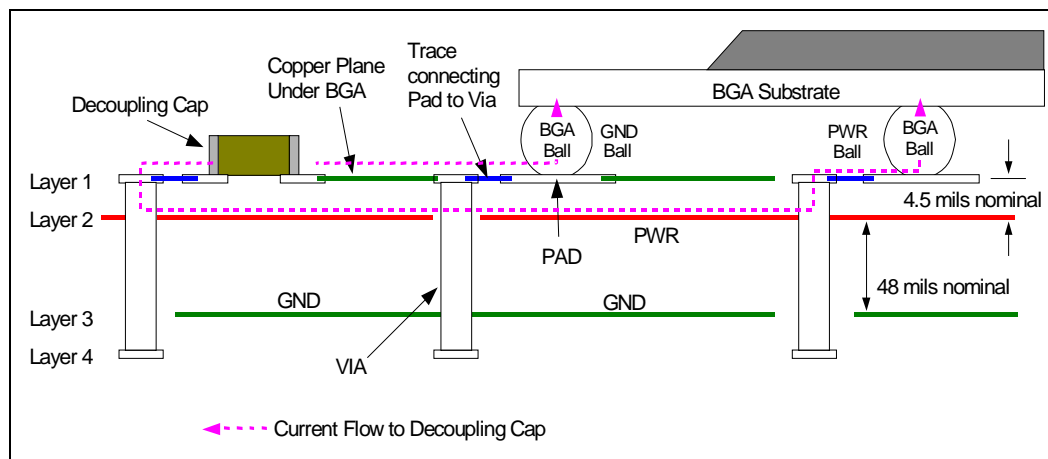 Trace
connecting
Pad to Via
Copper Plane
Under BGA
Decoupling Cap
BGA Substrate
BGA
Ball
GND
Ball
PWR
Ball
BGA
Ball
Layer 1
4.5 mils nominal
Layer 2
PWR
PAD
48 mils nominal
GND
GND
Layer 3
Layer 4
VIA
Current Flow to Decoupling Cap